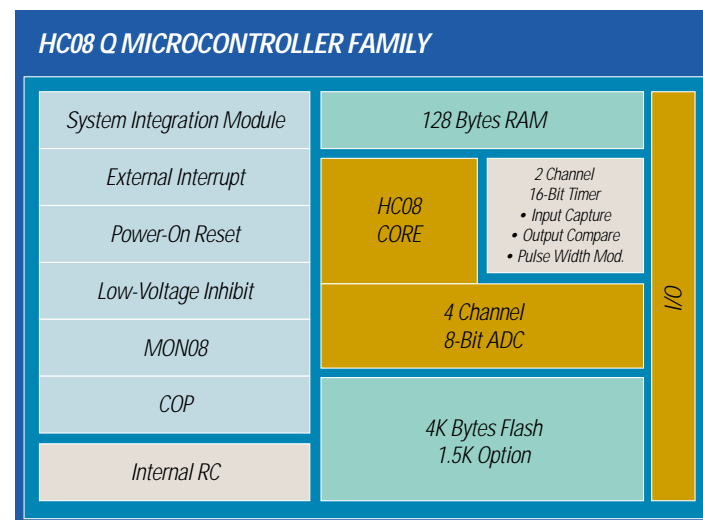 HC08 Q MICROCONTROLLER FAMILY
System Integration Module
External Interrupt
Power-On Reset
Low-Voltage Inhibit
MON08
COP
Internal RC
128 Bytes RAM
HC08
CORE
2 Channel
16-Bit Timer
• Input Capture
• Output Compare
• Pulse Width Mod.
4 Channel
8-Bit ADC
4K Bytes Flash
1.5K Option
I/O